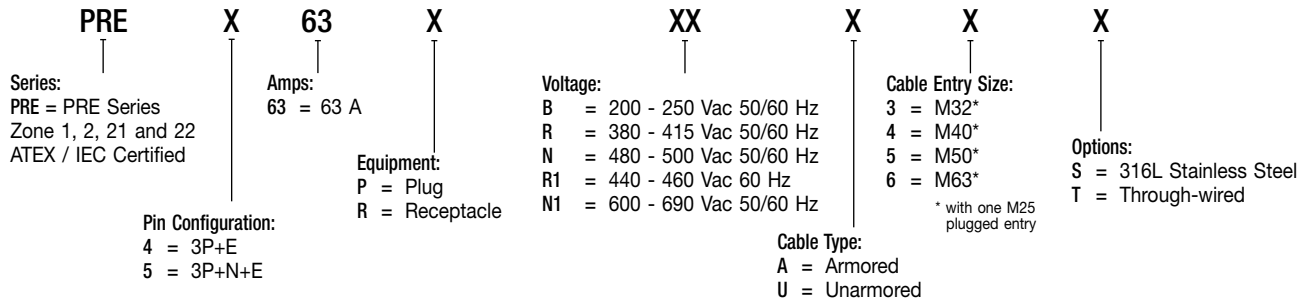 PRE X 63 X XX X X X
Series:
PRE = PRE Series
Zone 1, 2, 21 and 22
ATEX / IEC Certified
Pin Configuration:
4 = 3P+E
5 = 3P+N+E
Amps:
63 = 63 A
Equipment:
P = Plug
R = Receptacle
Voltage:
B = 200 - 250 Vac 50/60 Hz
R = 380 - 415 Vac 50/60 Hz
N = 480 - 500 Vac 50/60 Hz
R1 = 440 - 460 Vac 60 Hz
N1 = 600 - 690 Vac 50/60 Hz
Cable Type:
A = Armored
U = Unarmored
Cable Entry Size:
3 = M32*
4 = M40*
5 = M50*
6 = M63*
* with one M25
plugged entry
Options:
S = 316L Stainless Steel
T = Through-wired